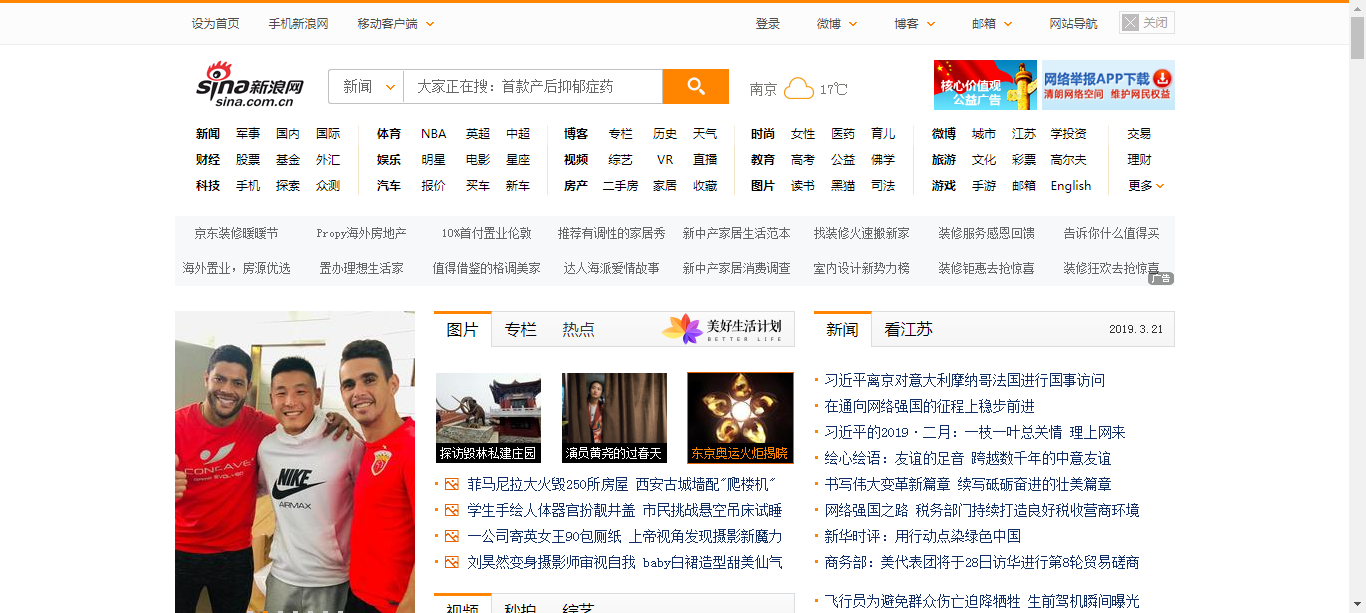 设为首页 手机新浪网 移动客户端 登录 微博 博客 邮箱 网站导航 关闭
sina新浪网
sina.com.cn
新闻 大家正在搜：首款产后抑郁症药
南京 17℃
核心价值观
公益广告
网络举报APP下载
清朗网络空间 维护网民权益
新闻 军事 国内 国际 体育 NBA 英超 中超 博客 专栏 历史 天气 时尚 女性 医药 育儿 微博 城市 江苏 学投资 交易
财经 股票 基金 外汇 娱乐 明星 电影 星座 视频 综艺 VR 直播 教育 高考 公益 佛学 旅游 文化 彩票 高尔夫 理财
科技 手机 探索 众测 汽车 报价 买车 新车 房产 二手房 家居 收藏 图片 读书 黑猫 司法 游戏 手游 邮箱 English 更多
京东装修暖暖节 Propy海外房地产 10%首付置业伦敦 推荐有调性的家居秀 新中产家居生活范本 找装修火速搬新家 装修服务感恩回馈 告诉你什么值得买
海外置业，房源优选 置办理想生活家 值得借鉴的格调美家 达人海派爱情故事 新中产家居消费调查 室内设计新势力榜 装修钜惠去抢惊喜 装修狂欢去抢惊喜
广告
CONCAVE
NIKE
AIRMAX
图片 专栏 热点
美好生活计划
BETTER LIFE
探访毁林私建庄园 演员黄尧的过春天 东京奥运火炬揭晓
菲马尼拉大火毁250所房屋 西安古城墙配"爬楼机"
学生手绘人体器官扮靓井盖 市民挑战悬空吊床试睡
一公司寄英女王90包厕纸 上帝视角发现摄影新魔力
刘昊然变身摄影师审视自我 baby白裙造型甜美仙气
视频 秒拍 综艺
新闻 看江苏 2019.3.21
习近平离京对意大利摩纳哥法国进行国事访问
在通向网络强国的征程上稳步前进
习近平的2019·二月：一枝一叶总关情 理上网来
绘心绘语：友谊的足音 跨越数千年的中意友谊
书写伟大变革新篇章 续写砥砺奋进的壮美篇章
网络强国之路 税务部门持续打造良好税收营商环境
新华时评：用行动点染绿色中国
商务部：美代表团将于28日访华进行第8轮贸易磋商
飞行员为避免群众伤亡迫降牺牲 生前驾机瞬间曝光